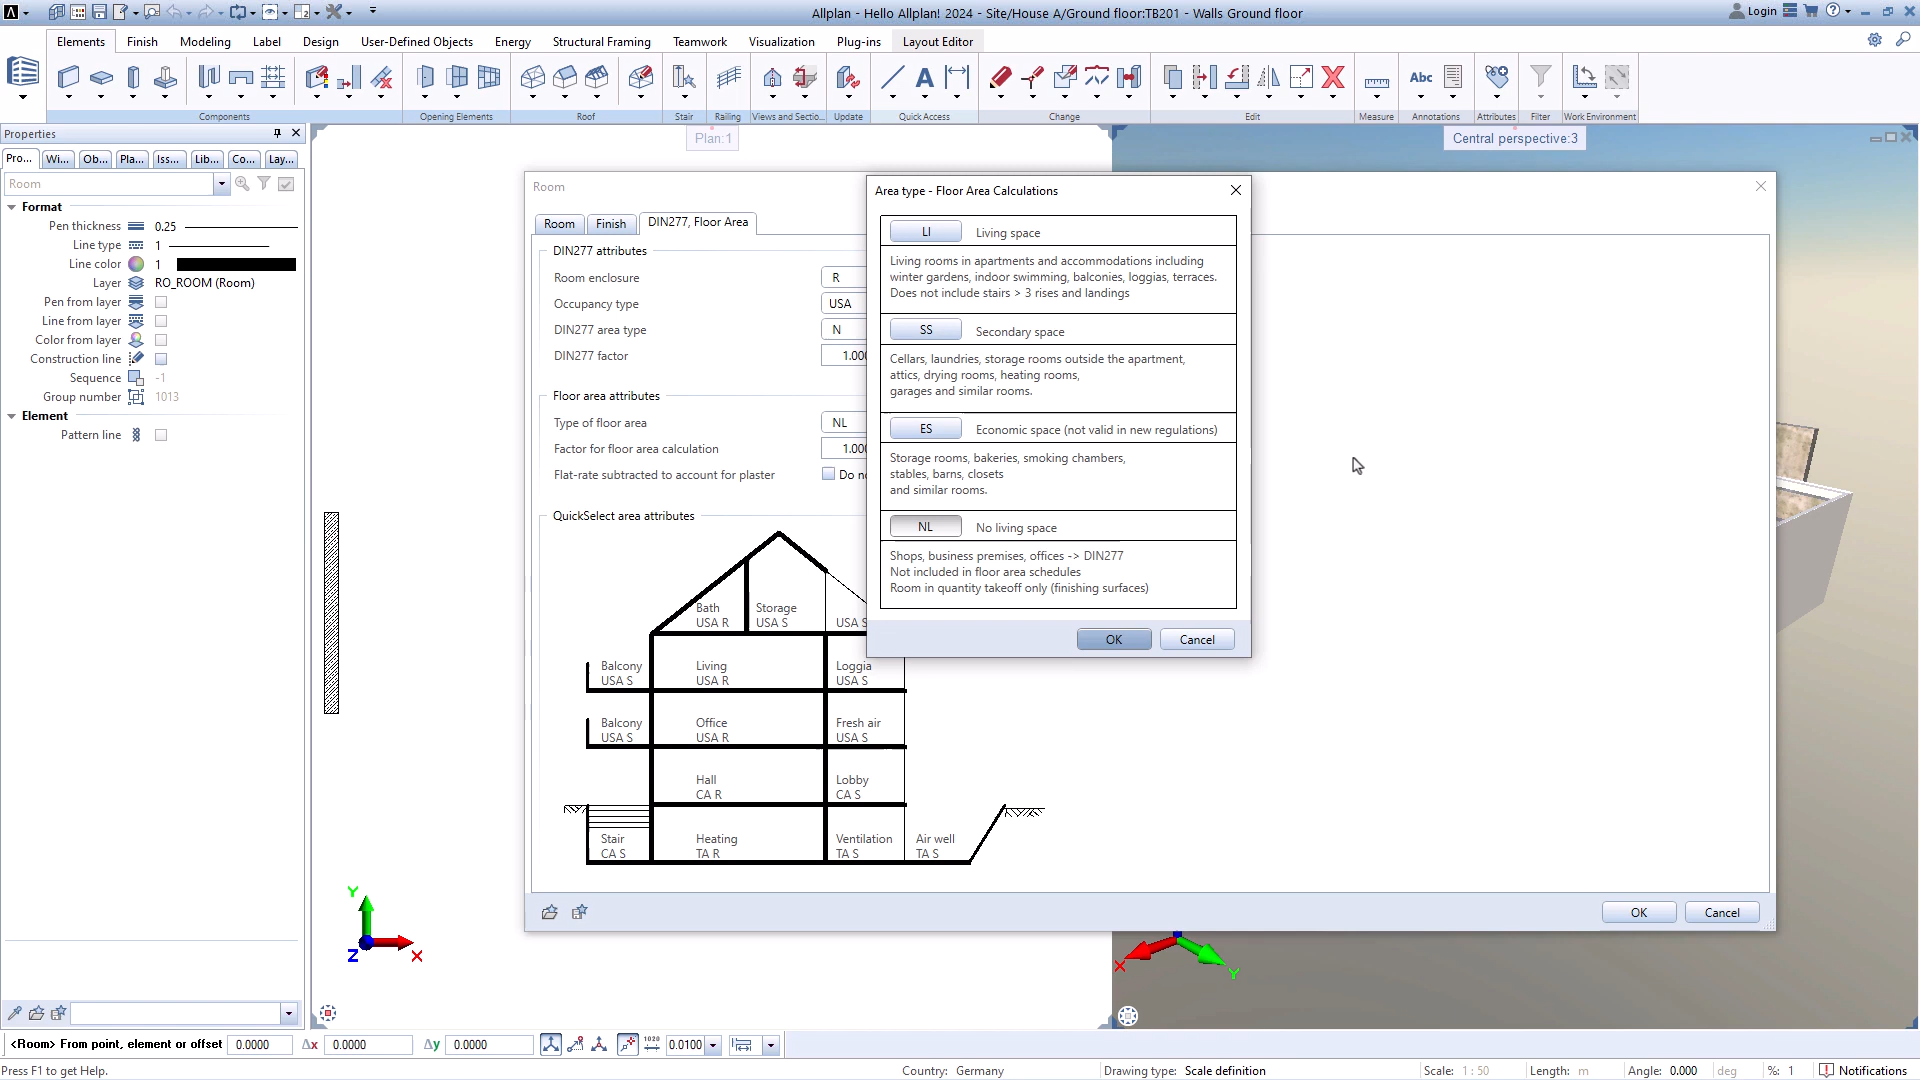 Allplan - Hello Allplan! 2024 - Site/House A/Ground floor:TB201 - Walls Ground floor
Login
Elements
Finish
Modeling
Label
Design
User-Defined Objects
Energy
Structural Framing
Teamwork
Visualization
Plug-ins
Layout Editor
Abc
Components
Opening Elements
Roof
Stair
Railing
Views and Sectio...
Update
Quick Access
Change
Edit
Measure
Annotations
Attributes
Filter
Work Environment
Properties
Pro...
Wi...
Ob...
Pla...
Iss...
Lib...
Co...
Lay...
Room
Format
Pen thickness 0.25
Line type 1
Line color 1
Layer RO_ROOM (Room)
Pen from layer
Line from layer
Color from layer
Construction line
Sequence -1
Group number 1013
Element
Pattern line
Plan:1
Central perspective:3
Room
Room
Finish
DIN277, Floor Area
DIN277 attributes
Room enclosure R
Occupancy type USA
DIN277 area type N
DIN277 factor 1.000
Floor area attributes
Type of floor area NL
Factor for floor area calculation 1.000
Flat-rate subtracted to account for plaster Do no
QuickSelect area attributes
Bath
USA R
Storage
USA S
USA S
Balcony
USA S
Living
USA R
Loggia
USA S
Balcony
USA S
Office
USA R
Fresh air
USA S
Hall
CA R
Lobby
CA S
Stair
CA S
Heating
TA R
Ventilation
TA S
Air well
TA S
OK
Cancel
Area type - Floor Area Calculations
LI Living space
Living rooms in apartments and accommodations including
winter gardens, indoor swimming, balconies, loggias, terraces.
Does not include stairs > 3 rises and landings
SS Secondary space
Cellars, laundries, storage rooms outside the apartment,
attics, drying rooms, heating rooms,
garages and similar rooms.
ES Economic space (not valid in new regulations)
Storage rooms, bakeries, smoking chambers,
stables, barns, closets
and similar rooms.
NL No living space
Shops, business premises, offices -> DIN277
Not included in floor area schedules
Room in quantity takeoff only (finishing surfaces)
OK
Cancel
Y
Z
X
X
Y
<Room> From point, element or offset 0.0000 Δx 0.0000 Δy 0.0000 1020 0.0100
Press F1 to get Help.
Country: Germany
Drawing type: Scale definition
Scale: 1 : 50
Length: m
Angle: 0.000 deg
%: 1
Notifications